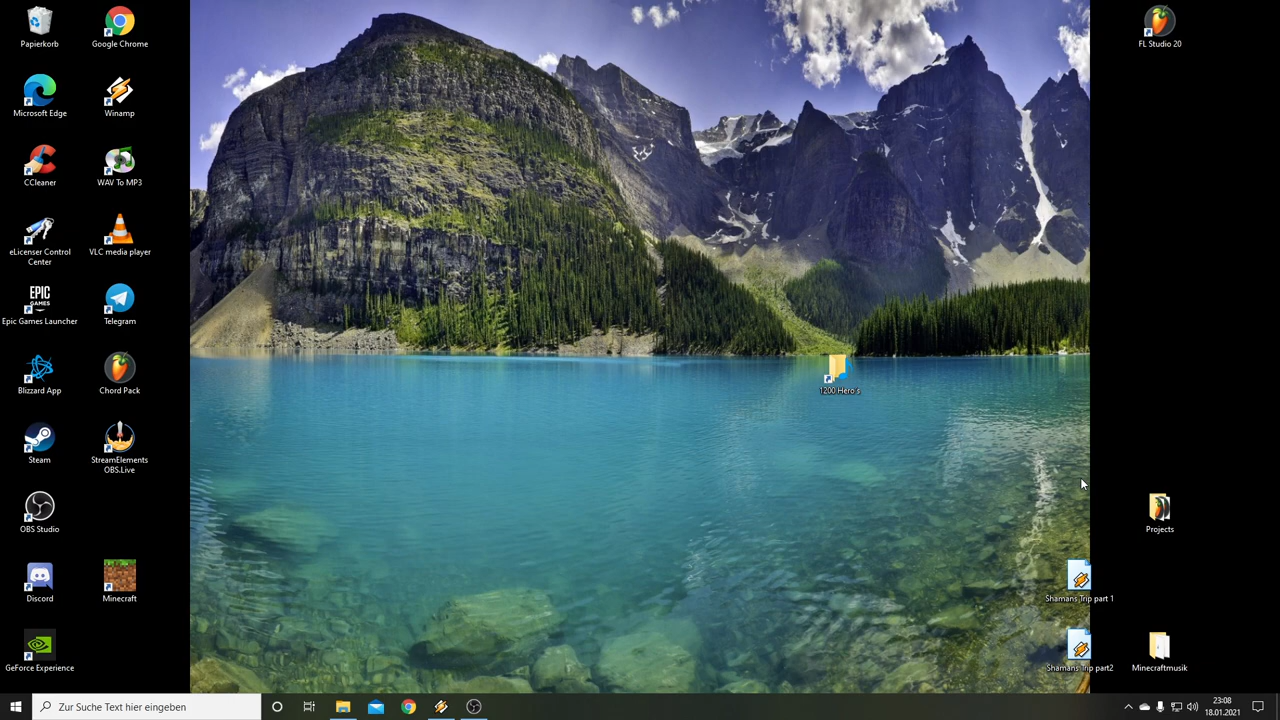 Papierkorb
Google Chrome
FL Studio 20
Microsoft Edge
Winamp
CCleaner
WAV To MP3
eLicenser Control
Center
VLC media player
EPIC
GAMES
Epic Games Launcher
Telegram
Blizzard App
Chord Pack
1200 Hero's
Steam
StreamElements
OBS.Live
OBS Studio
Projects
Discord
Minecraft
Shamans Trip part 1
GeForce Experience
Shamans Trip part2
Minecraftmusik
Zur Suche Text hier eingeben
23:08
18.01.2021